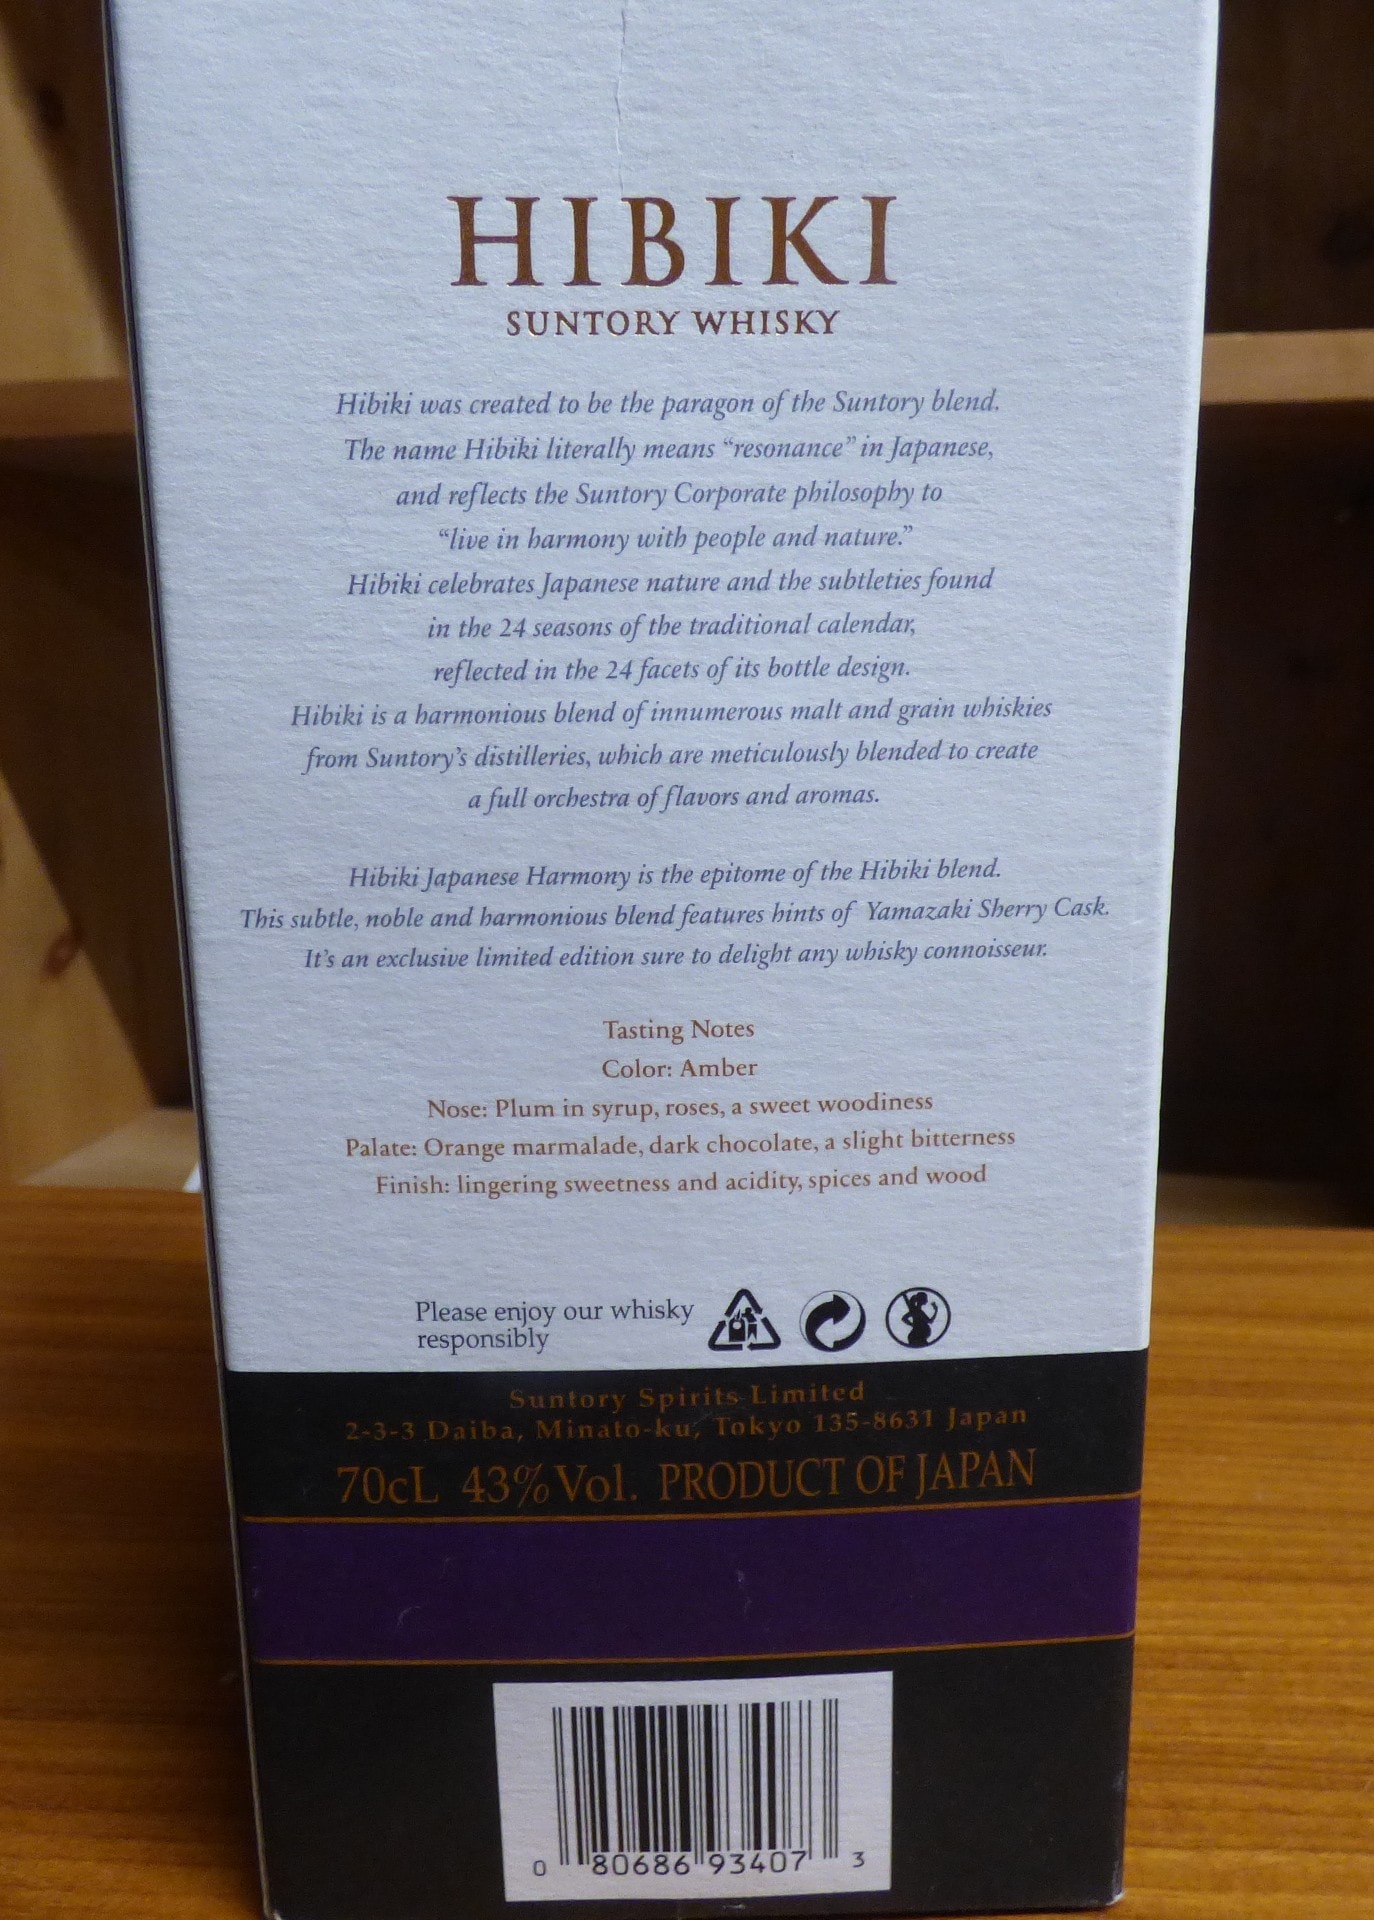 HIBIKI
SUNTORY WHISKY
Hibiki was created to be the paragon of the Suntory blend.
The name Hibiki literally means “resonance” in Japanese,
and reflects the Suntory Corporate philosophy to
“live in harmony with people and nature.”
Hibiki celebrates Japanese nature and the subtleties found
in the 24 seasons of the traditional calendar,
reflected in the 24 facets of its bottle design.
Hibiki is a harmonious blend of innumerous malt and grain whiskies
from Suntory’s distilleries, which are meticulously blended to create
a full orchestra of flavors and aromas.
Hibiki Japanese Harmony is the epitome of the Hibiki blend.
This subtle, noble and harmonious blend features hints of Yamazaki Sherry Cask.
It’s an exclusive limited edition sure to delight any whisky connoisseur.
Tasting Notes
Color: Amber
Nose: Plum in syrup, roses, a sweet woodiness
Palate: Orange marmalade, dark chocolate, a slight bitterness
Finish: lingering sweetness and acidity, spices and wood
Please enjoy our whisky
responsibly
Suntory Spirits Limited
2-3-3 Daiba, Minato-ku, Tokyo 135-8631 Japan
70cL 43% Vol. PRODUCT OF JAPAN
0 80686 93407 3